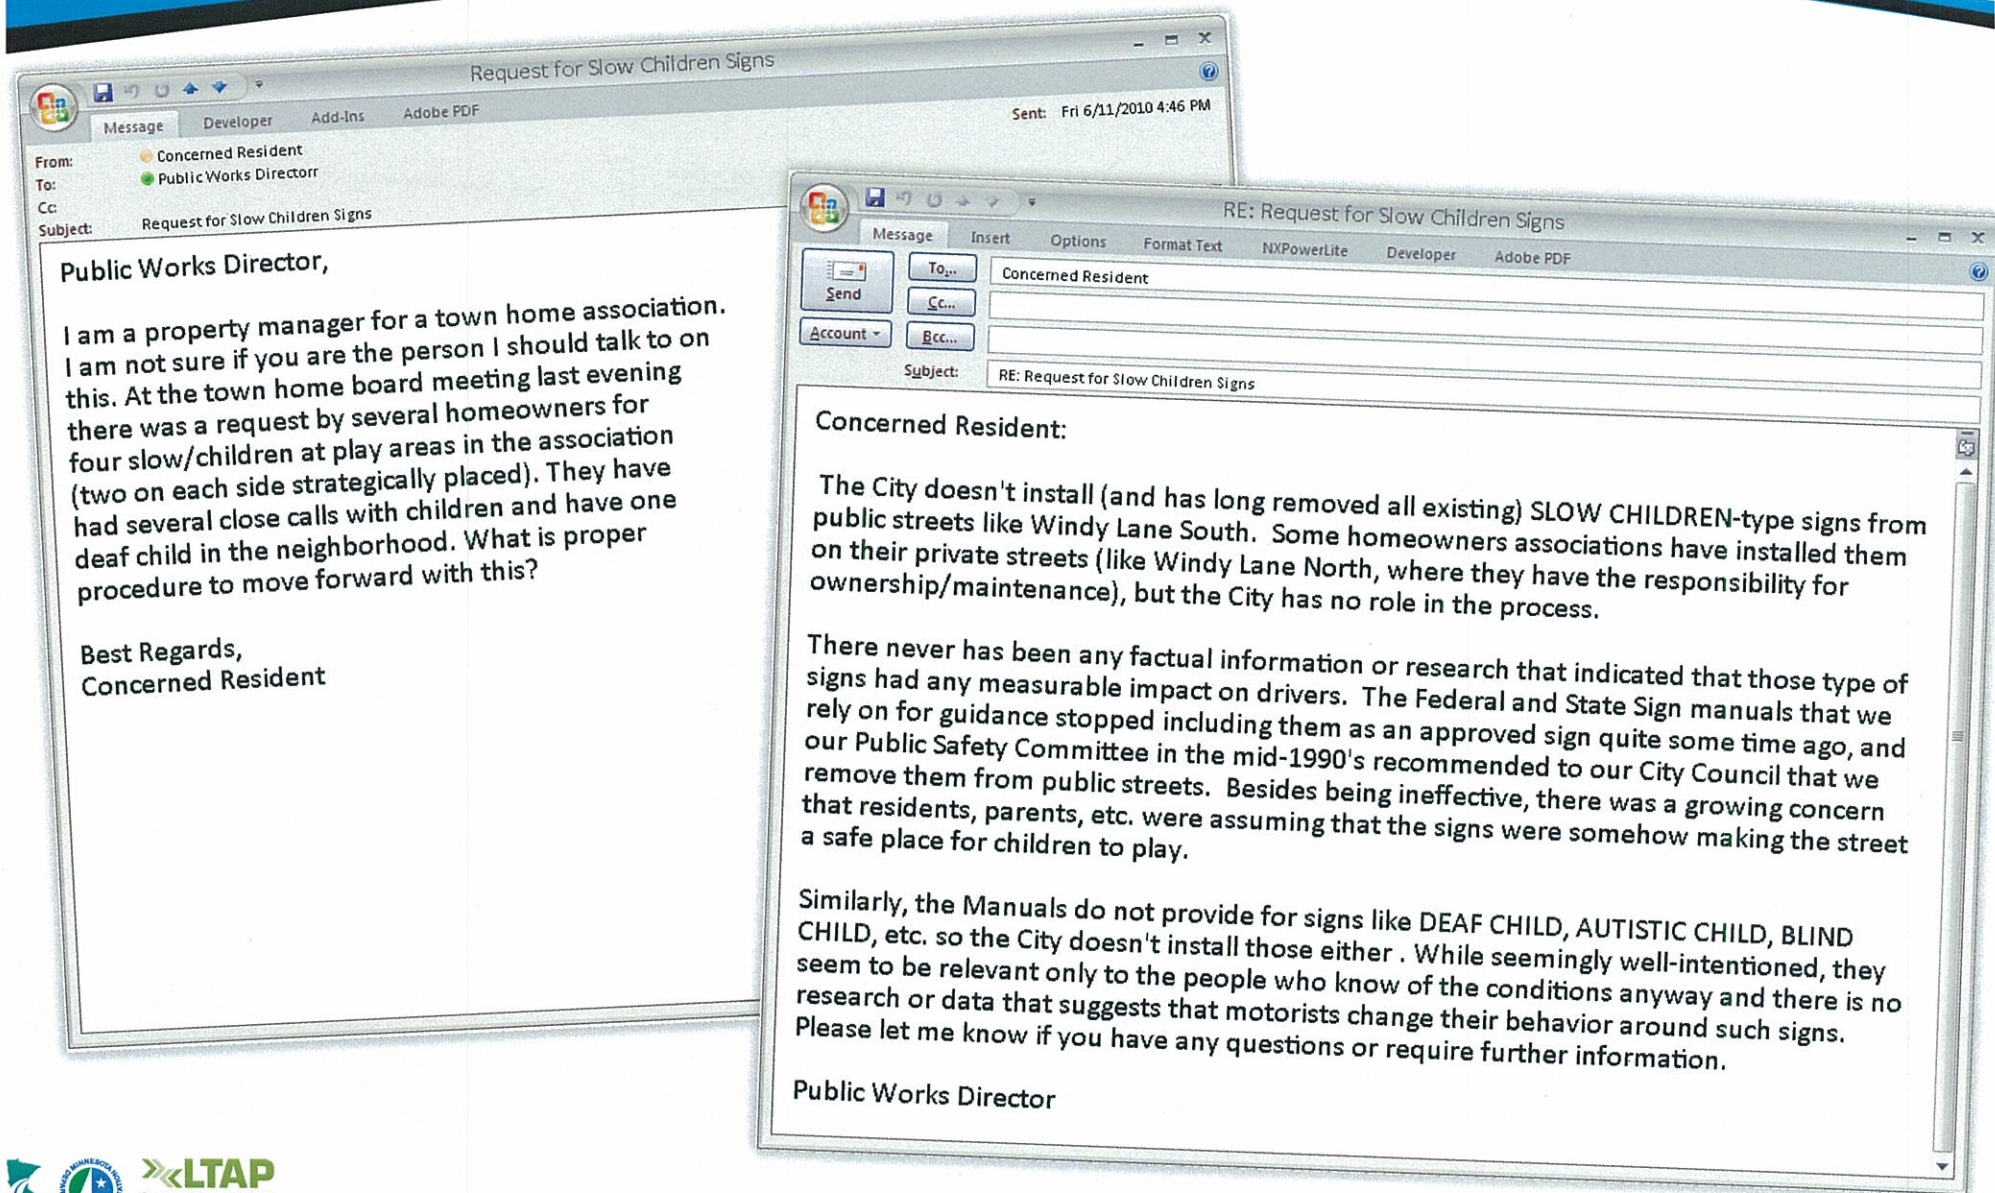 Request for Slow Children Signs
Message Developer Add-Ins Adobe PDF
Sent: Fri 6/11/2010 4:46 PM
From: Concerned Resident
To: Public Works Directorr
Cc:
Subject: Request for Slow Children Signs
Public Works Director,
I am a property manager for a town home association.
I am not sure if you are the person I should talk to on
this. At the town home board meeting last evening
there was a request by several homeowners for
four slow/children at play areas in the association
(two on each side strategically placed). They have
had several close calls with children and have one
deaf child in the neighborhood. What is proper
procedure to move forward with this?
Best Regards,
Concerned Resident
RE: Request for Slow Children Signs
Message Insert Options Format Text NXPowerLite Developer Adobe PDF
Send
Account
To... Concerned Resident
Cc...
Bcc...
Subject: RE: Request for Slow Children Signs
Concerned Resident:
The City doesn't install (and has long removed all existing) SLOW CHILDREN-type signs from
public streets like Windy Lane South. Some homeowners associations have installed them
on their private streets (like Windy Lane North, where they have the responsibility for
ownership/maintenance), but the City has no role in the process.
There never has been any factual information or research that indicated that those type of
signs had any measurable impact on drivers. The Federal and State Sign manuals that we
rely on for guidance stopped including them as an approved sign quite some time ago, and
our Public Safety Committee in the mid-1990's recommended to our City Council that we
remove them from public streets. Besides being ineffective, there was a growing concern
that residents, parents, etc. were assuming that the signs were somehow making the street
a safe place for children to play.
Similarly, the Manuals do not provide for signs like DEAF CHILD, AUTISTIC CHILD, BLIND
CHILD, etc. so the City doesn't install those either . While seemingly well-intentioned, they
seem to be relevant only to the people who know of the conditions anyway and there is no
research or data that suggests that motorists change their behavior around such signs.
Please let me know if you have any questions or require further information.
Public Works Director
MINNESOTA
LTAP